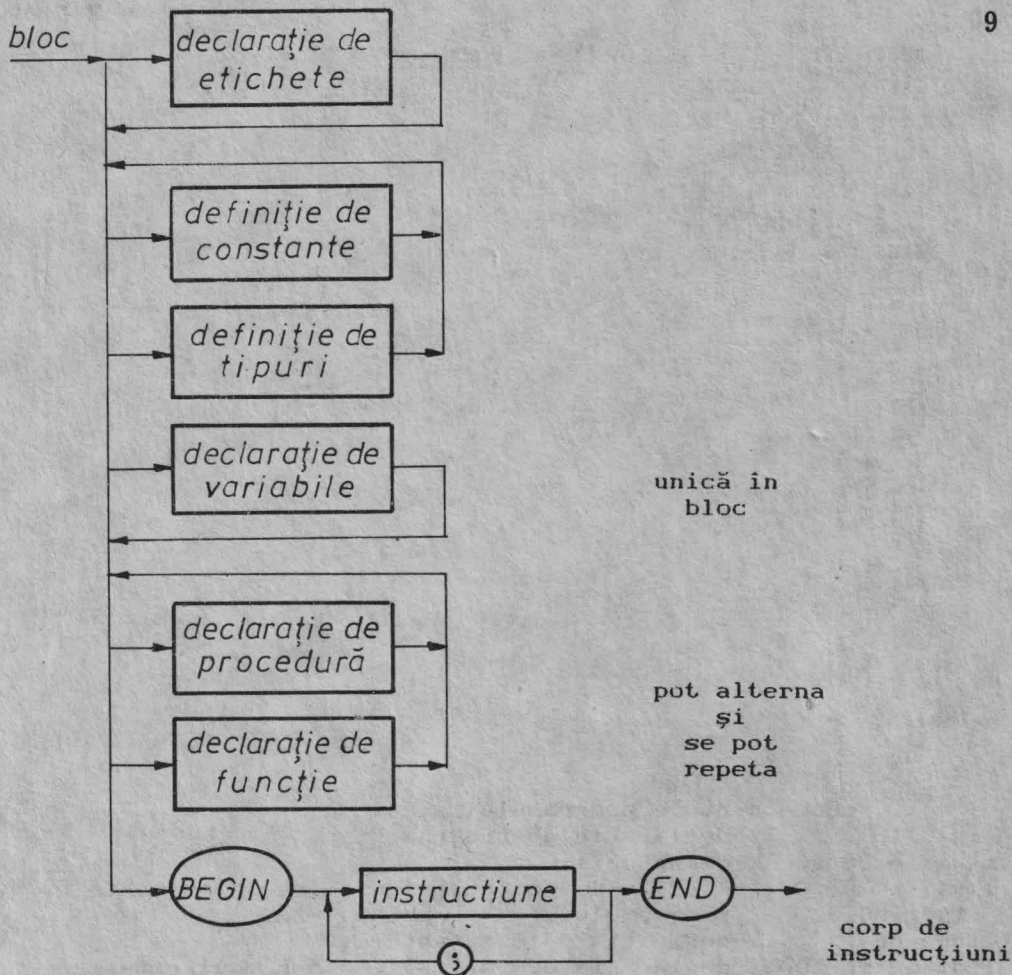 9
bloc
declarație de
etichete
definiție de
constante
definiție de
tipuri
declarație de
variabile
unică în
bloc
declarație de
procedură
pot alterna
și
se pot
repeta
declarație de
funcție
BEGIN
instructiune
END
;
corp de
instrucțiuni